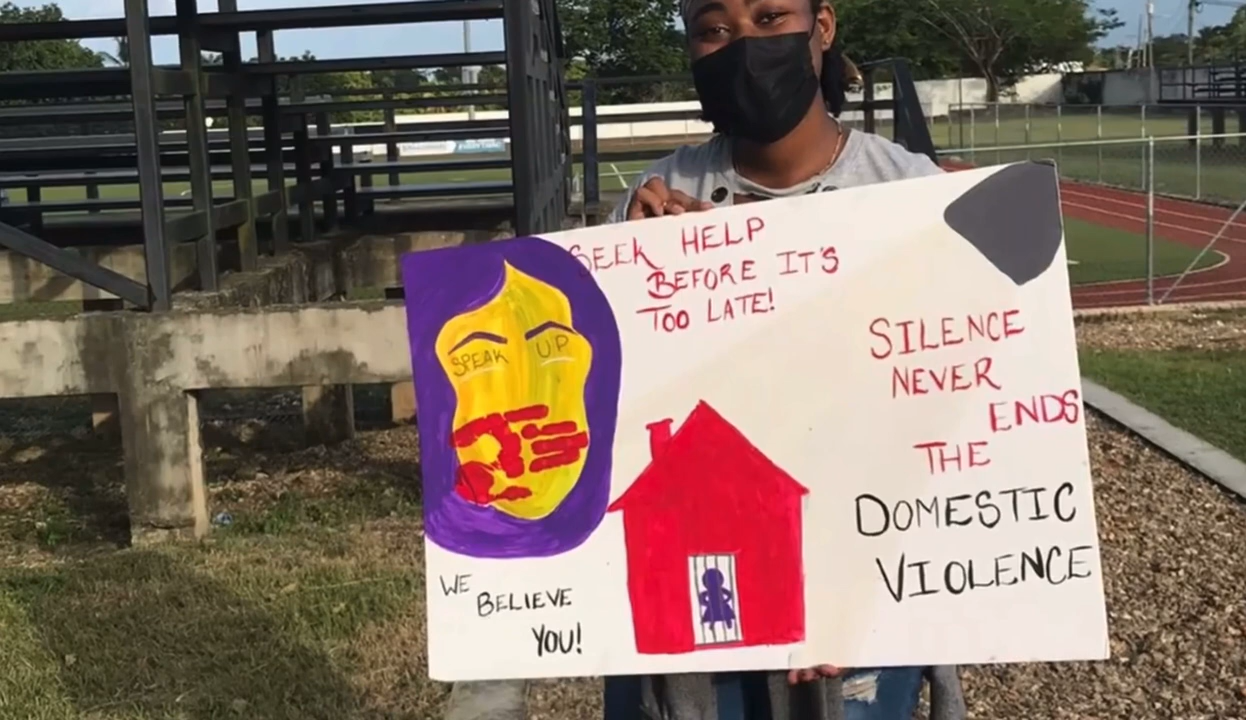 SEEK HELP
BEFORE IT'S
TOO LATE!
SPEAK UP
SILENCE
NEVER
ENDS
THE
DOMESTIC
VIOLENCE
WE
BELIEVE
YOU!